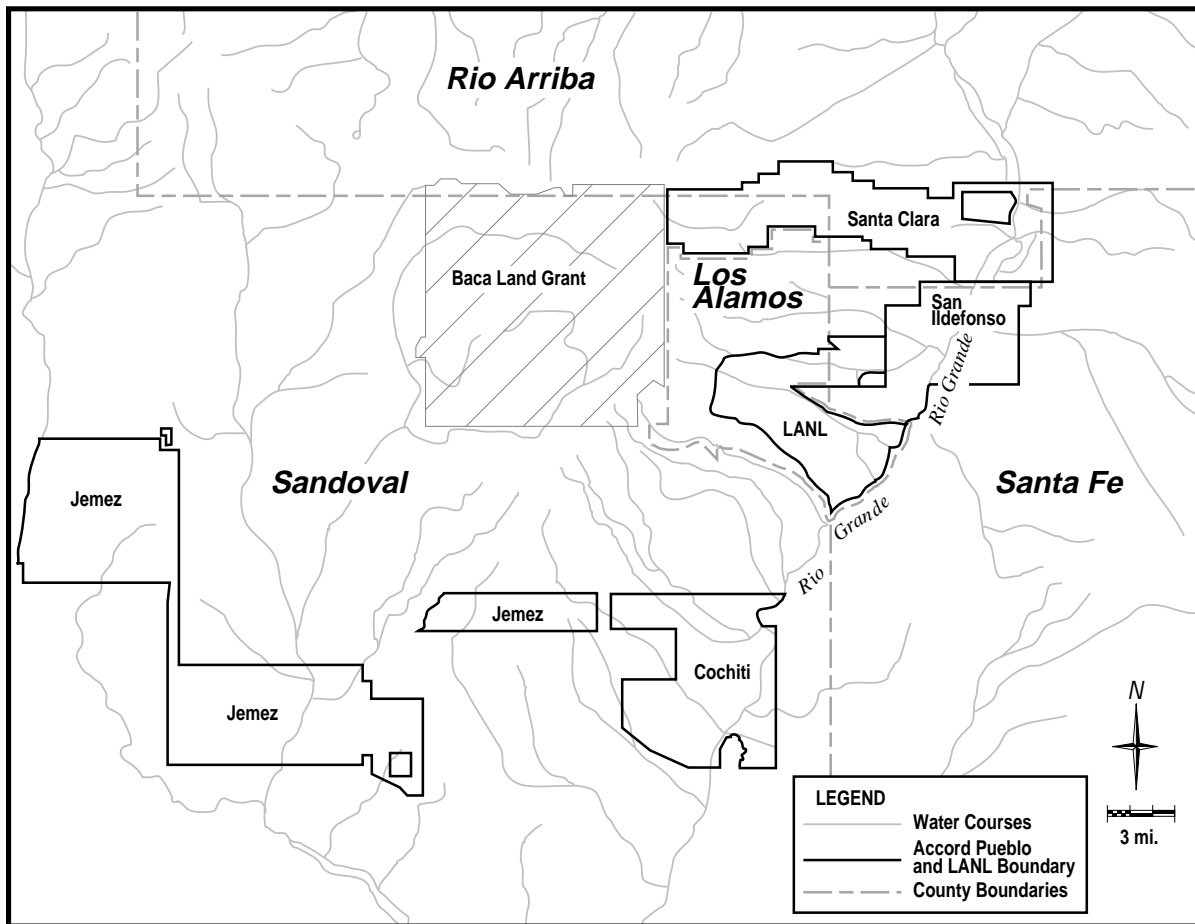 Rio Arriba
Santa Clara
Baca Land Grant
Los
Alamos
San
Ildefonso
Rio Grande
LANL
Jemez
Sandoval
Santa Fe
Grande
Rio
Jemez
Cochiti
Jemez
N
3 mi.
LEGEND
Water Courses
Accord Pueblo
and LANL Boundary
County Boundaries